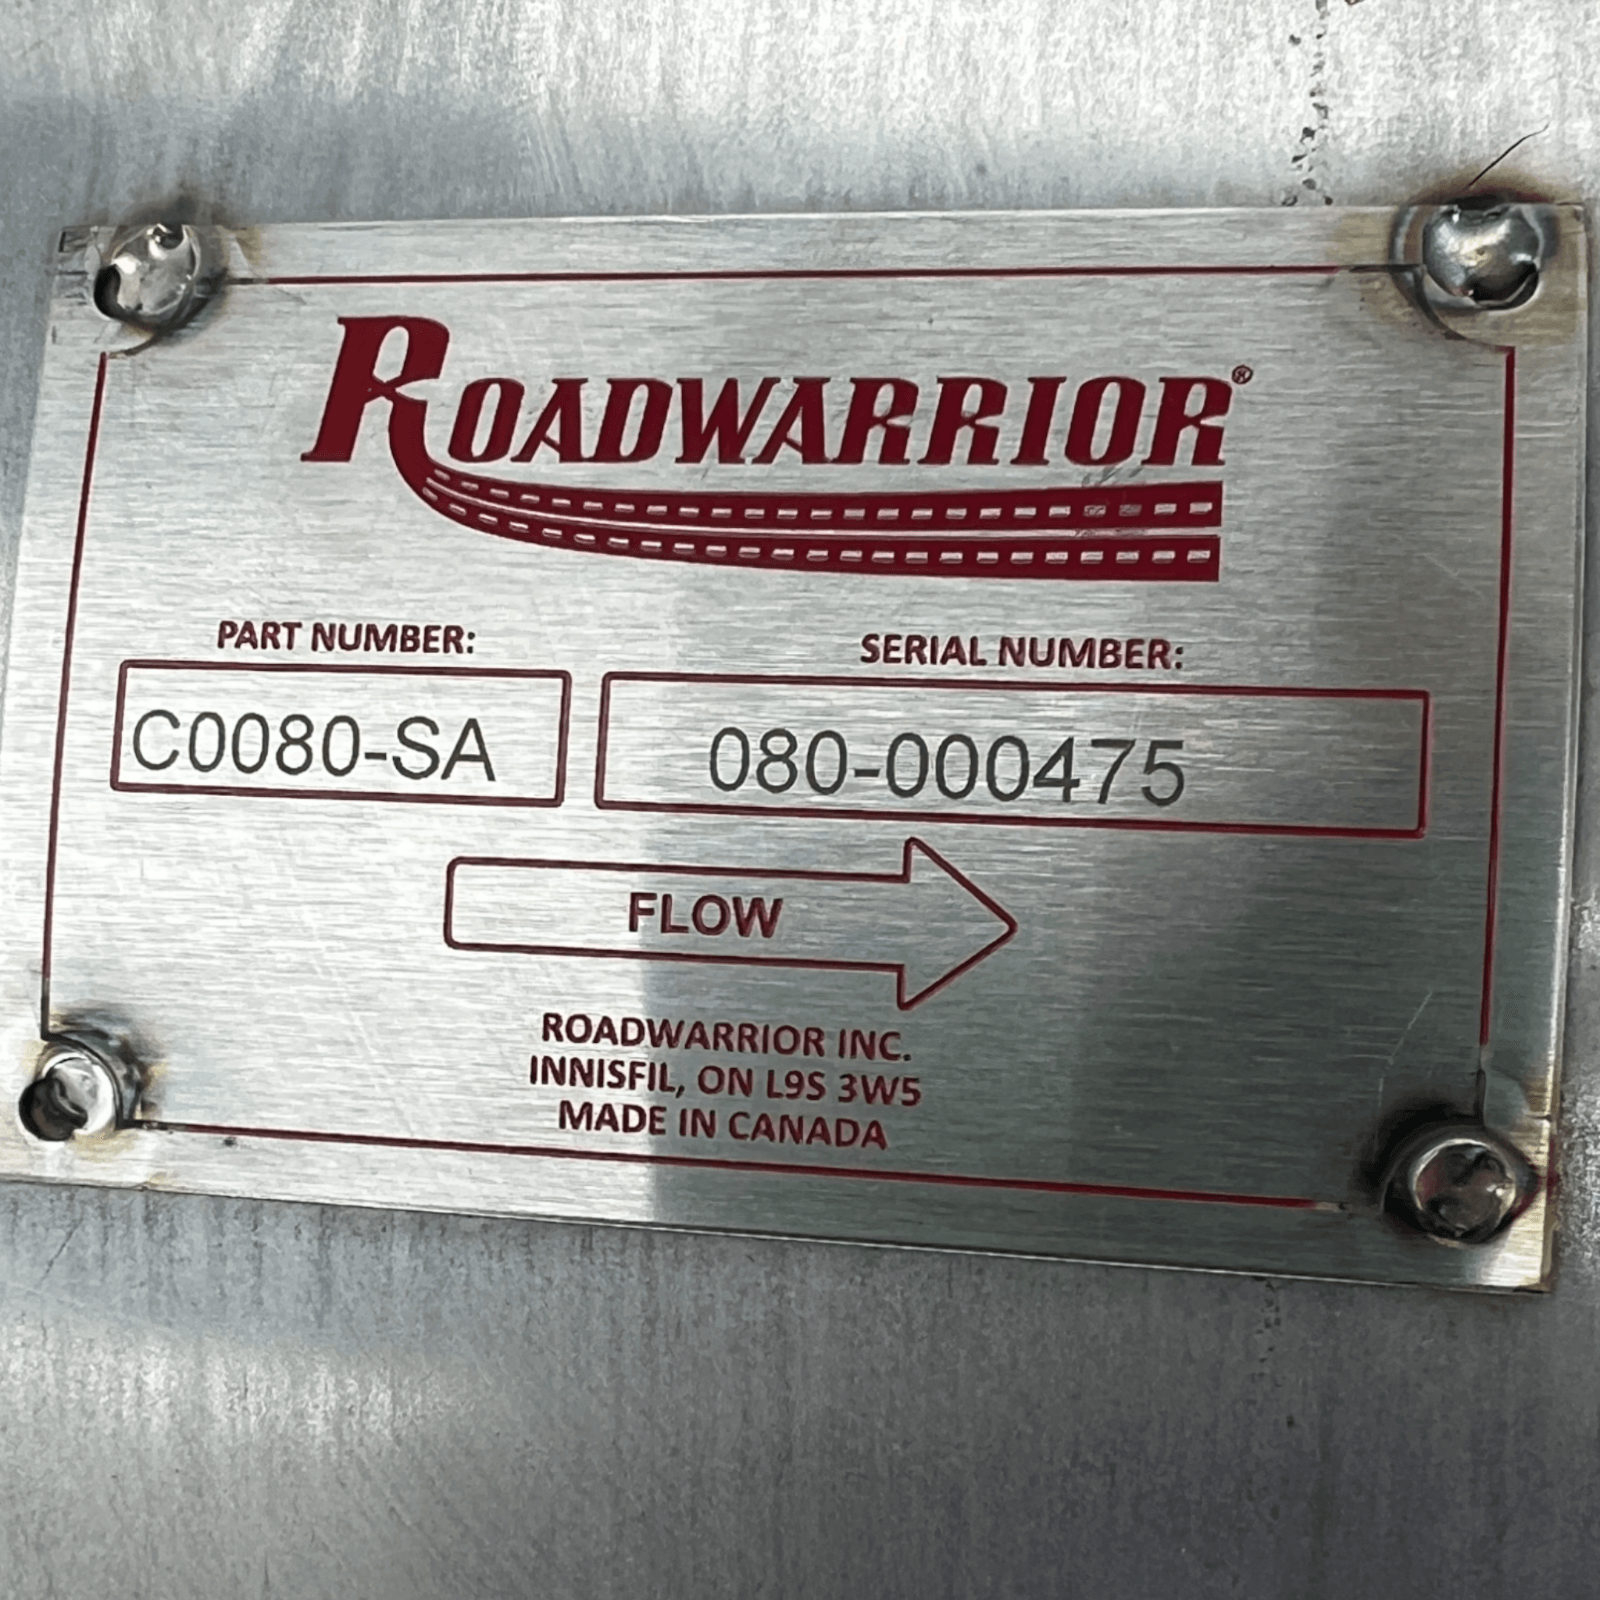 ROADWARRIOR®
PART NUMBER: SERIAL NUMBER:
C0080-SA 080-000475
FLOW
ROADWARRIOR INC.
INNISFIL, ON L9S 3W5
MADE IN CANADA